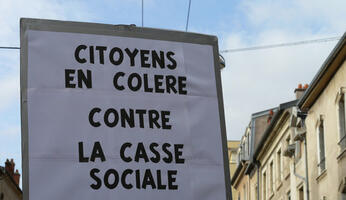 CITOYENS
EN COLERE
CONTRE
LA CASSE
SOCIALE